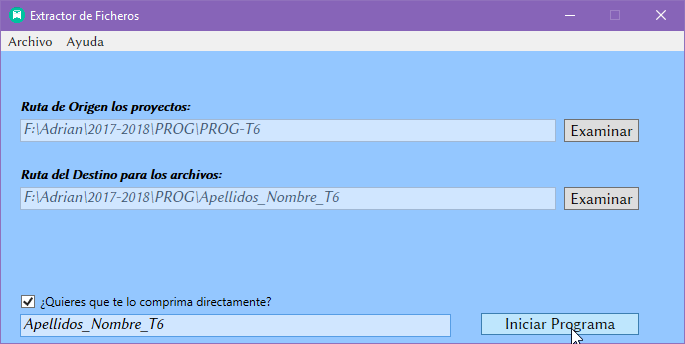 Extractor de Ficheros
Archivo Ayuda
Ruta de Origen los proyectos:
F:\Adrian\2017-2018\PROG\PROG-T6 Examinar
Ruta del Destino para los archivos:
F:\Adrian\2017-2018\PROG\Apellidos_Nombre_T6 Examinar
¿Quieres que te lo comprima directamente?
Apellidos_Nombre_T6 Iniciar Programa